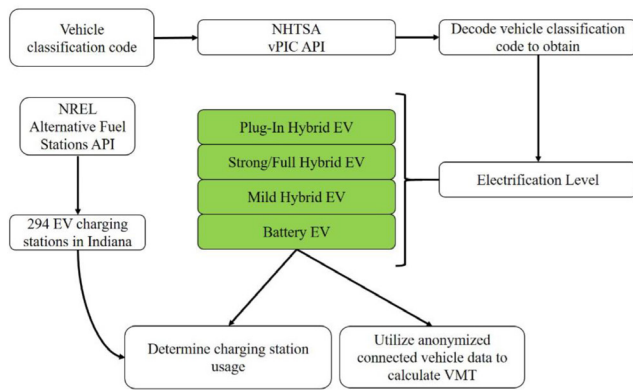 Vehicle
classification code
NHTSA
vPIC API
Decode vehicle classification
code to obtain
NREL
Alternative Fuel
Stations API
Plug-In Hybrid EV
Strong/Full Hybrid EV
Mild Hybrid EV
Battery EV
Electrification Level
294 EV charging
stations in Indiana
Determine charging station
usage
Utilize anonymized
connected vehicle data to
calculate VMT